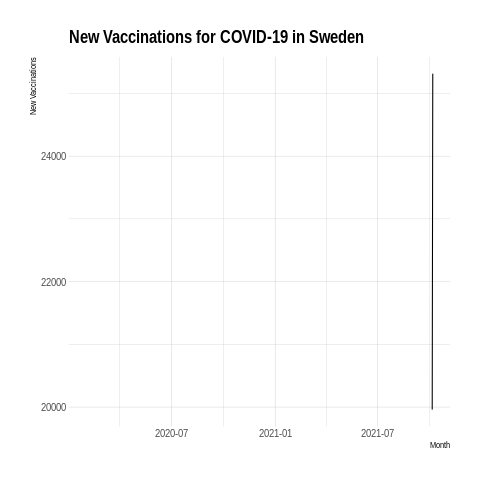 New Vaccinations for COVID-19 in Sweden
New Vaccinations
24000
22000
20000
2020-07 2021-01 2021-07
Month